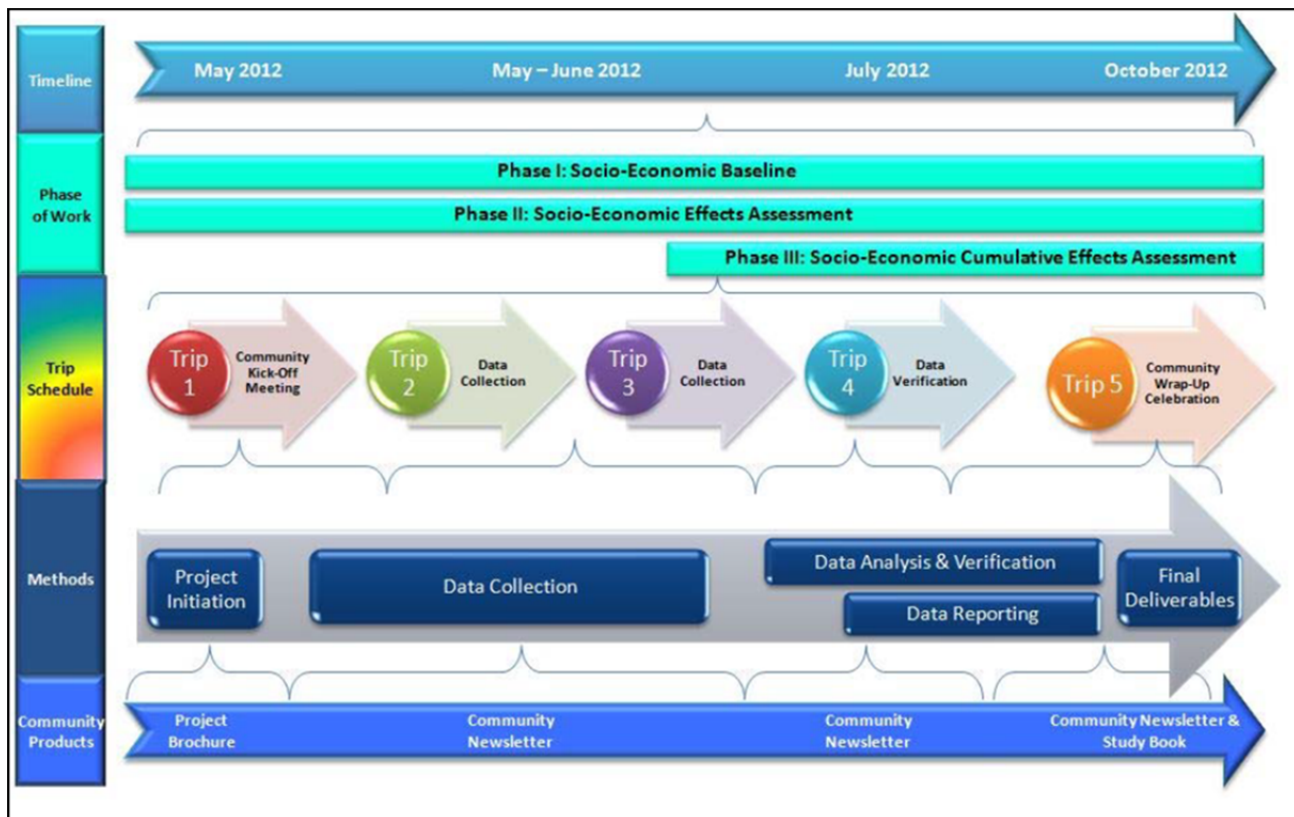 Timeline
May 2012
May – June 2012
July 2012
October 2012
Phase
of Work
Phase I: Socio-Economic Baseline
Phase II: Socio-Economic Effects Assessment
Phase III: Socio-Economic Cumulative Effects Assessment
Trip
Schedule
Trip
1
Community
Kick-Off
Meeting
Trip
2
Data
Collection
Trip
3
Data
Collection
Trip
4
Data
Verification
Trip 5
Community
Wrap-Up
Celebration
Methods
Project
Initiation
Data Collection
Data Analysis & Verification
Data Reporting
Final
Deliverables
Community
Products
Project
Brochure
Community
Newsletter
Community
Newsletter
Community Newsletter &
Study Book